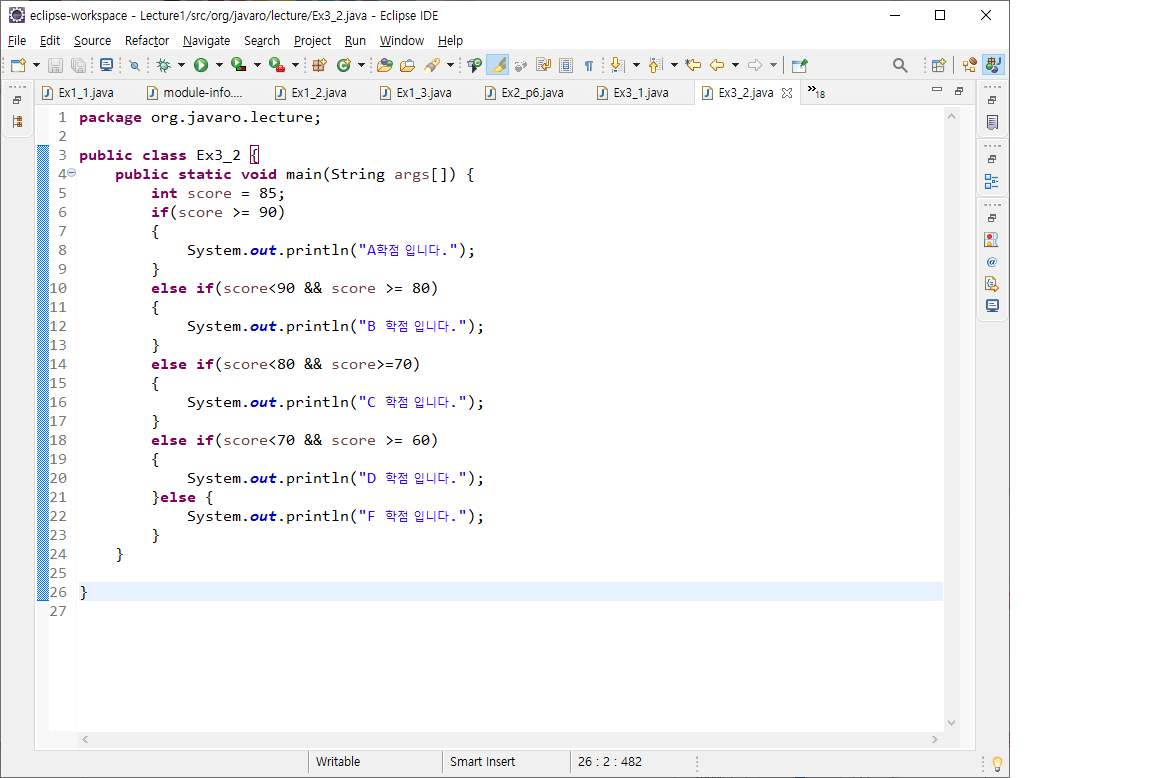 eclipse-workspace - Lecture1/src/org/javaro/lecture/Ex3_2.java - Eclipse IDE
File Edit Source Refactor Navigate Search Project Run Window Help
Ex1_1.java module-info.... Ex1_2.java Ex1_3.java Ex2_p6.java Ex3_1.java Ex3_2.java »18
1 package org.javaro.lecture;
2
3 public class Ex3_2 {
4 public static void main(String args[]) {
5 int score = 85;
6 if(score >= 90)
7 {
8 System.out.println("A학점 입니다.");
9 }
10 else if(score<90 && score >= 80)
11 {
12 System.out.println("B 학점 입니다.");
13 }
14 else if(score<80 && score>=70)
15 {
16 System.out.println("C 학점 입니다.");
17 }
18 else if(score<70 && score >= 60)
19 {
20 System.out.println("D 학점 입니다.");
21 }else {
22 System.out.println("F 학점 입니다.");
23 }
24 }
25
26 }
27
Writable Smart Insert 26 : 2 : 482